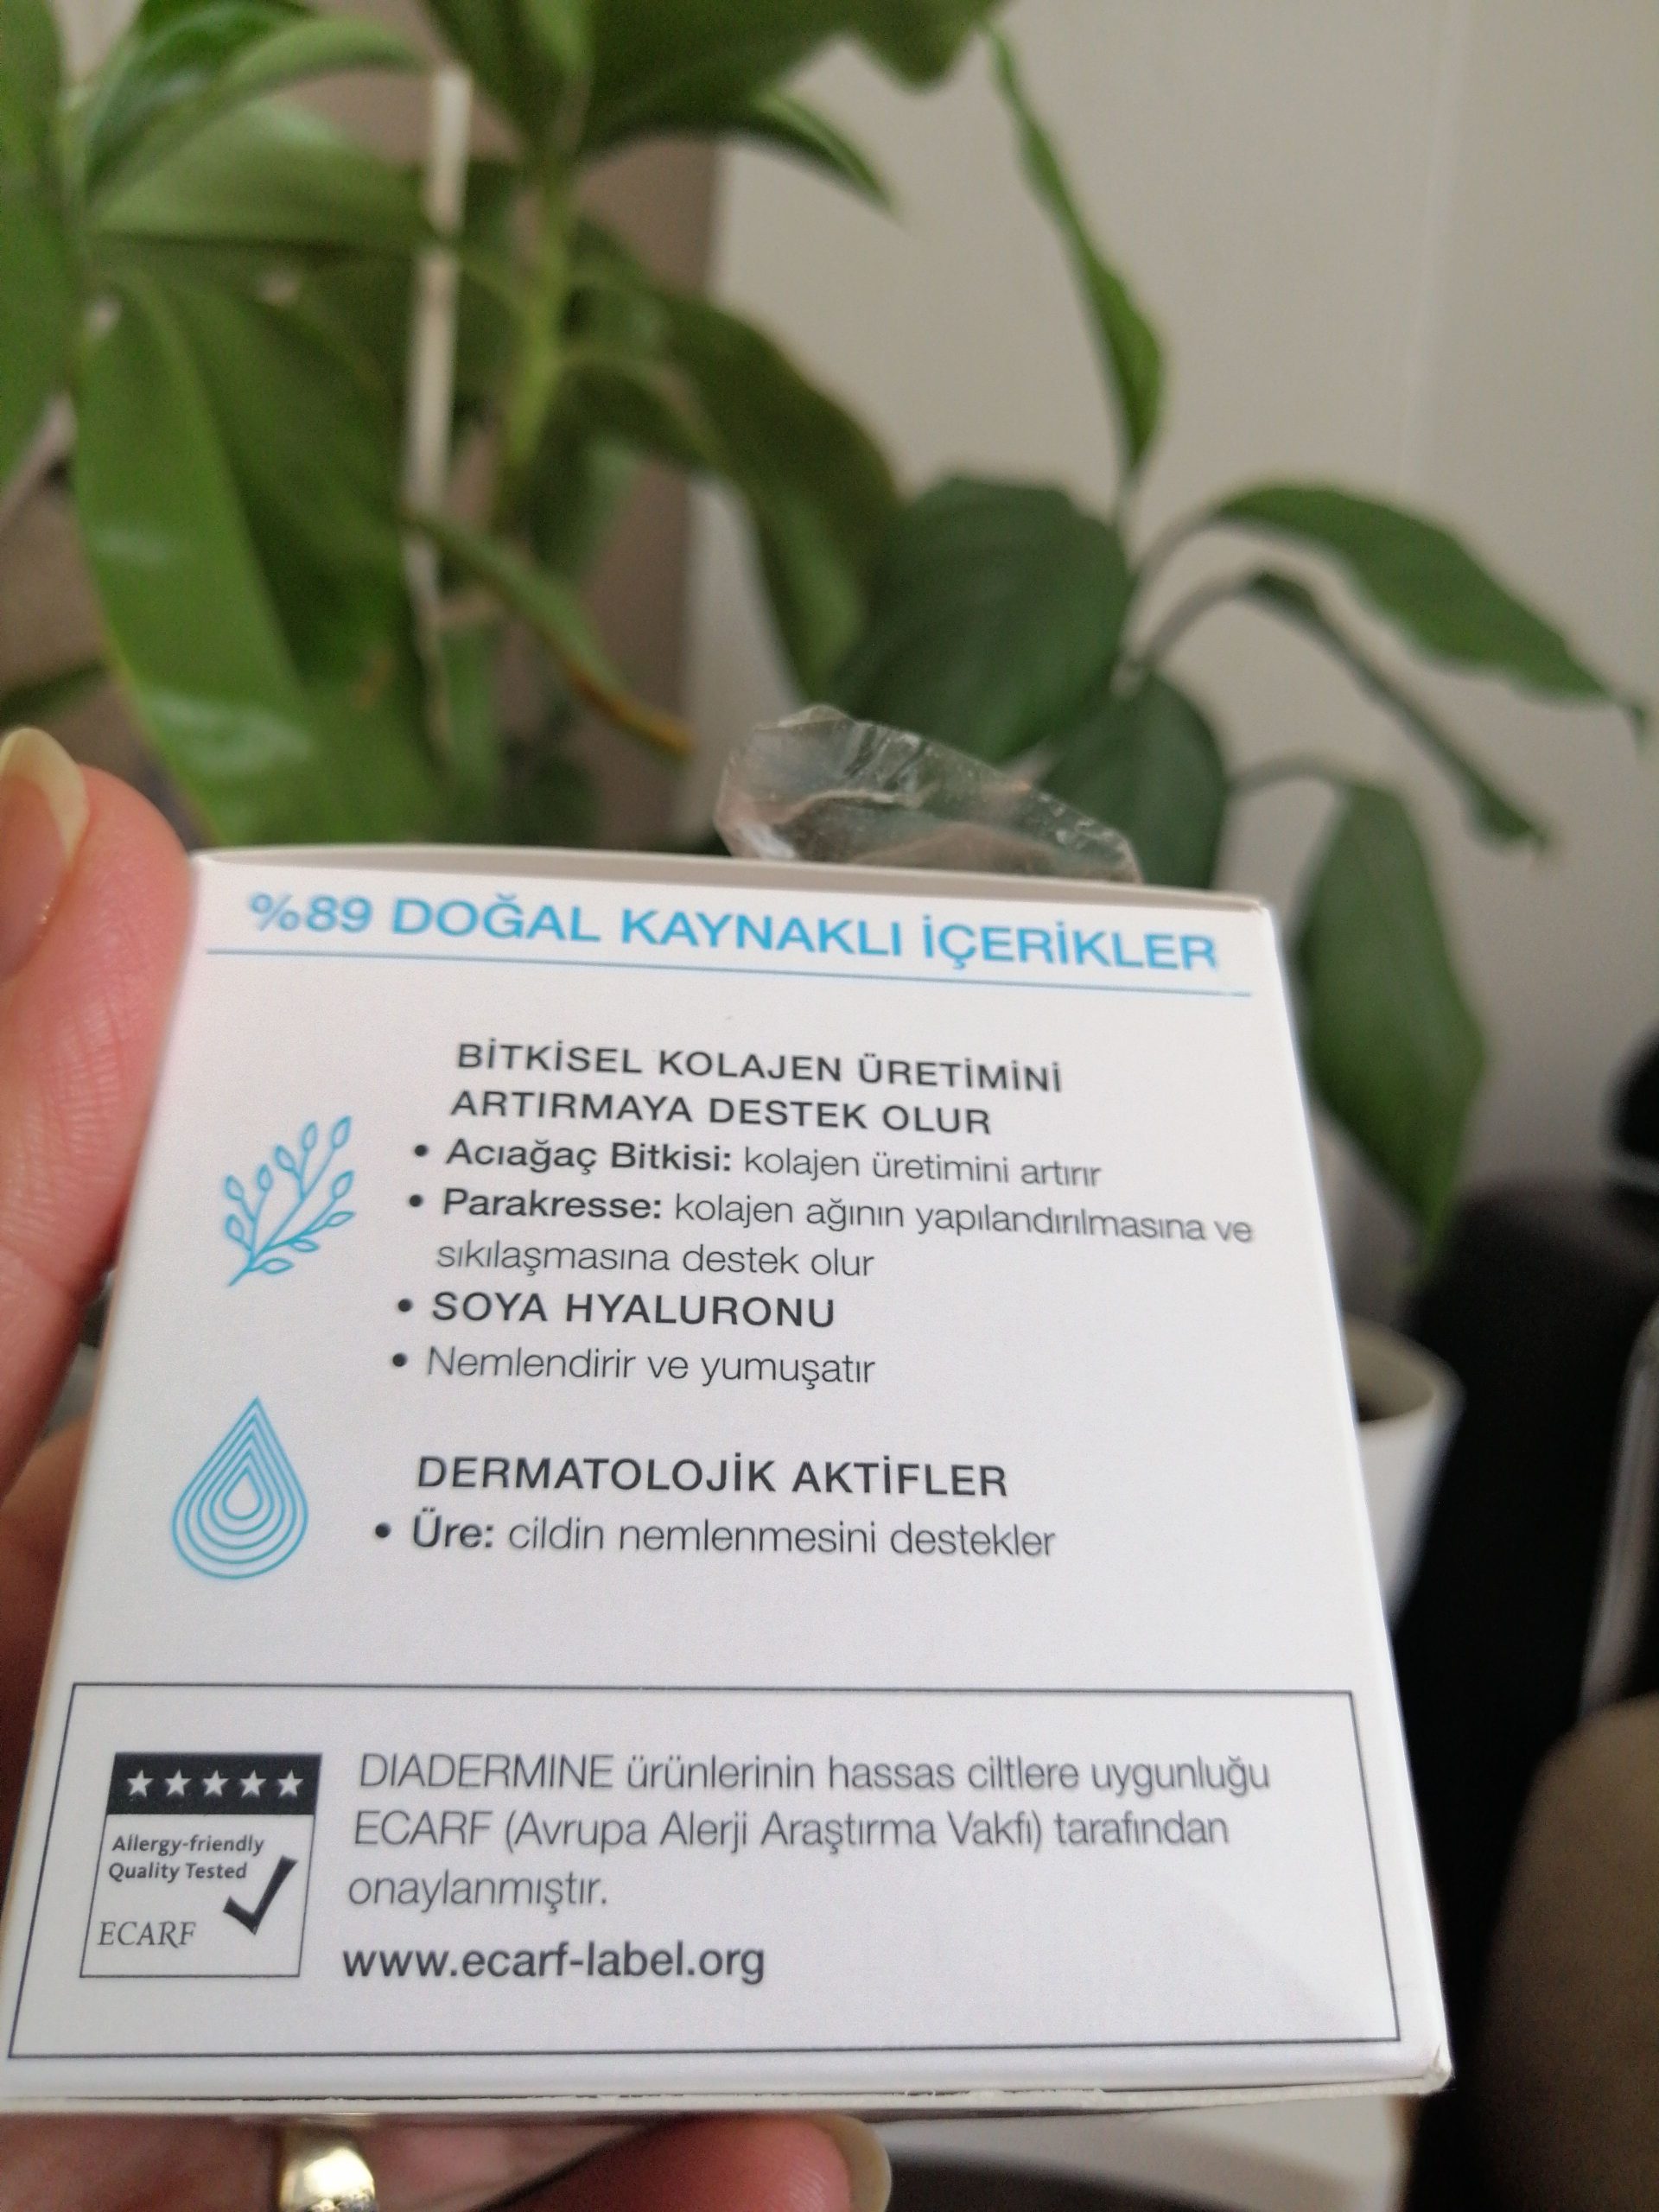 %89 DOĞAL KAYNAKLI İÇERİKLER
BİTKİSEL KOLAJEN ÜRETİMİNİ
ARTIRMAYA DESTEK OLUR
• Acıağaç Bitkisi: kolajen üretimini artırır
• Parakresse: kolajen ağının yapılandırılmasına ve
sıkılaşmasına destek olur
• SOYA HYALURONU
• Nemlendirir ve yumuşatır
DERMATOLOJİK AKTİFLER
• Üre: cildin nemlenmesini destekler
Allergy-friendly
Quality Tested
ECARF
DIADERMINE ürünlerinin hassas ciltlere uygunluğu
ECARF (Avrupa Alerji Araştırma Vakfı) tarafından
onaylanmıştır.
www.ecarf-label.org